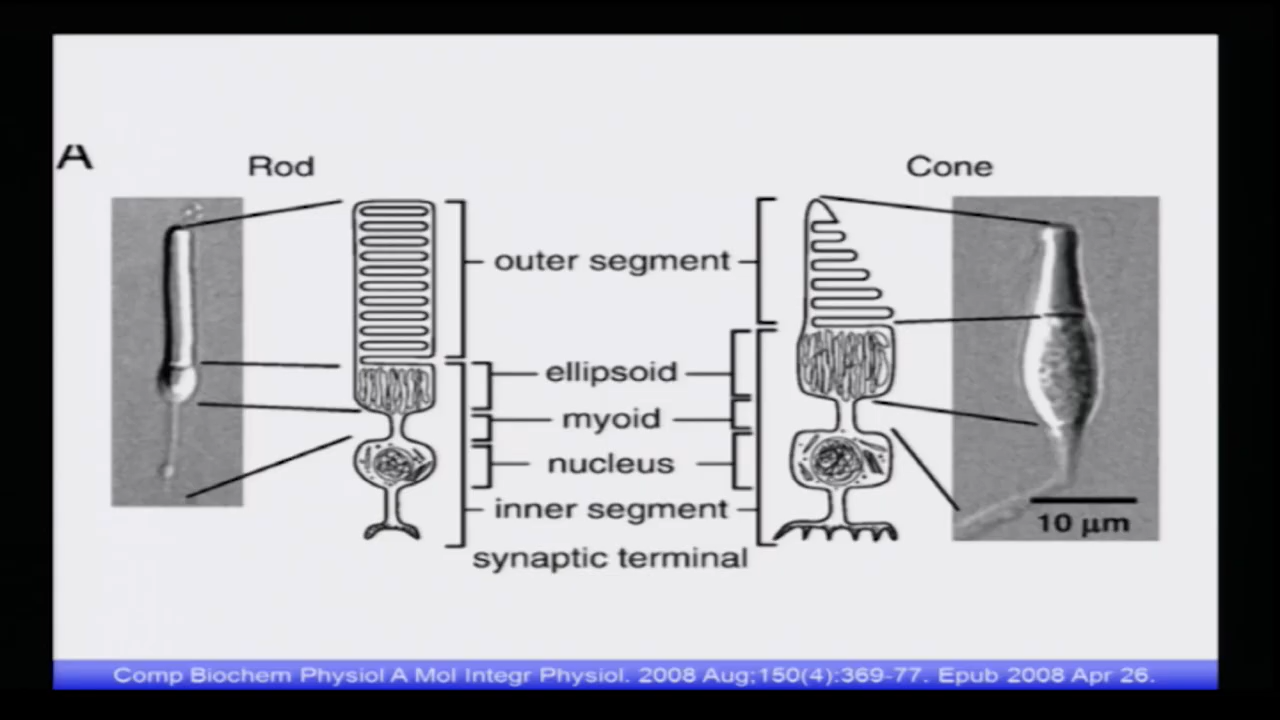 A
Rod
Cone
outer segment
ellipsoid
myoid
nucleus
inner segment
synaptic terminal
10 μm
Comp Biochem Physiol A Mol Integr Physiol. 2008 Aug;150(4):369-77. Epub 2008 Apr 26.